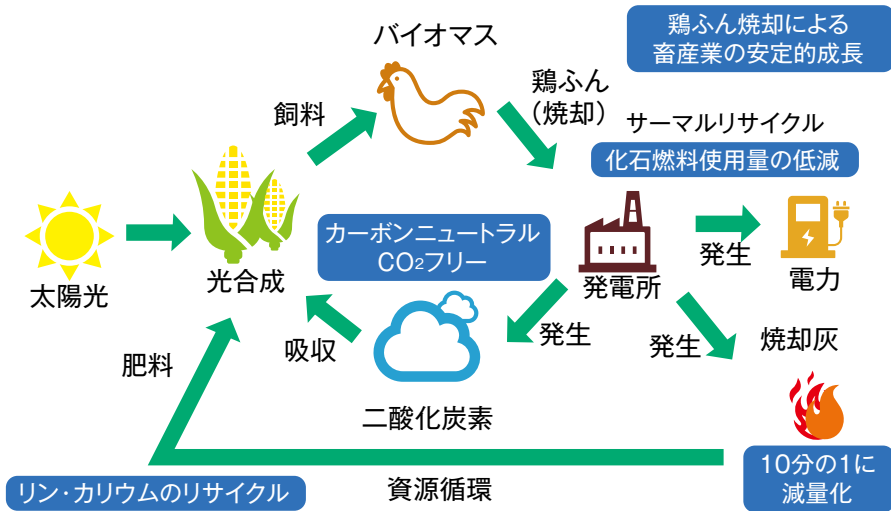 バイオマス
鶏ふん焼却による
畜産業の安定的成長
飼料
鶏ふん
（焼却）
サーマルリサイクル
化石燃料使用量の低減
カーボンニュートラル
CO₂フリー
太陽光
光合成
発電所
発生
電力
吸収
発生
発生
焼却灰
肥料
二酸化炭素
リン・カリウムのリサイクル
資源循環
10分の1に
減量化